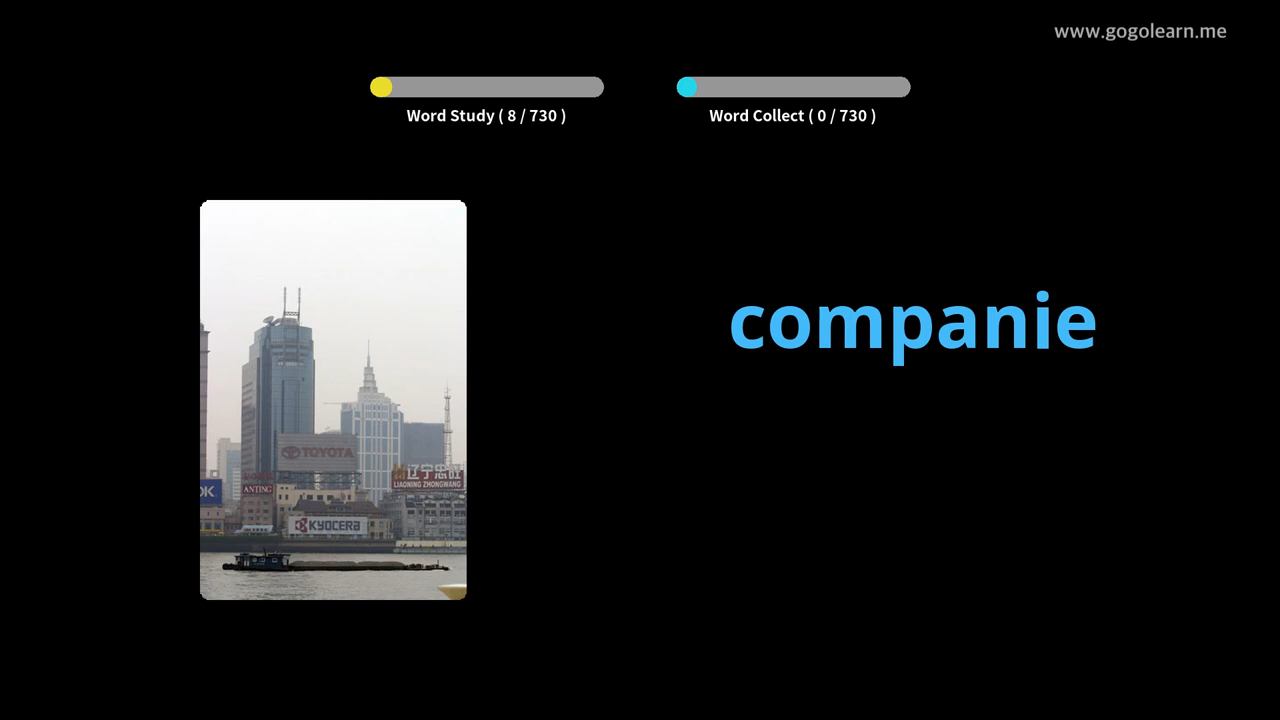 www.gogolearn.me
Word Study ( 8 / 730 )
Word Collect ( 0 / 730 )
companie
TOYOTA
辽宁忠旺
LIAONING ZHONGWANG
OK
ANTING
KYOCERA